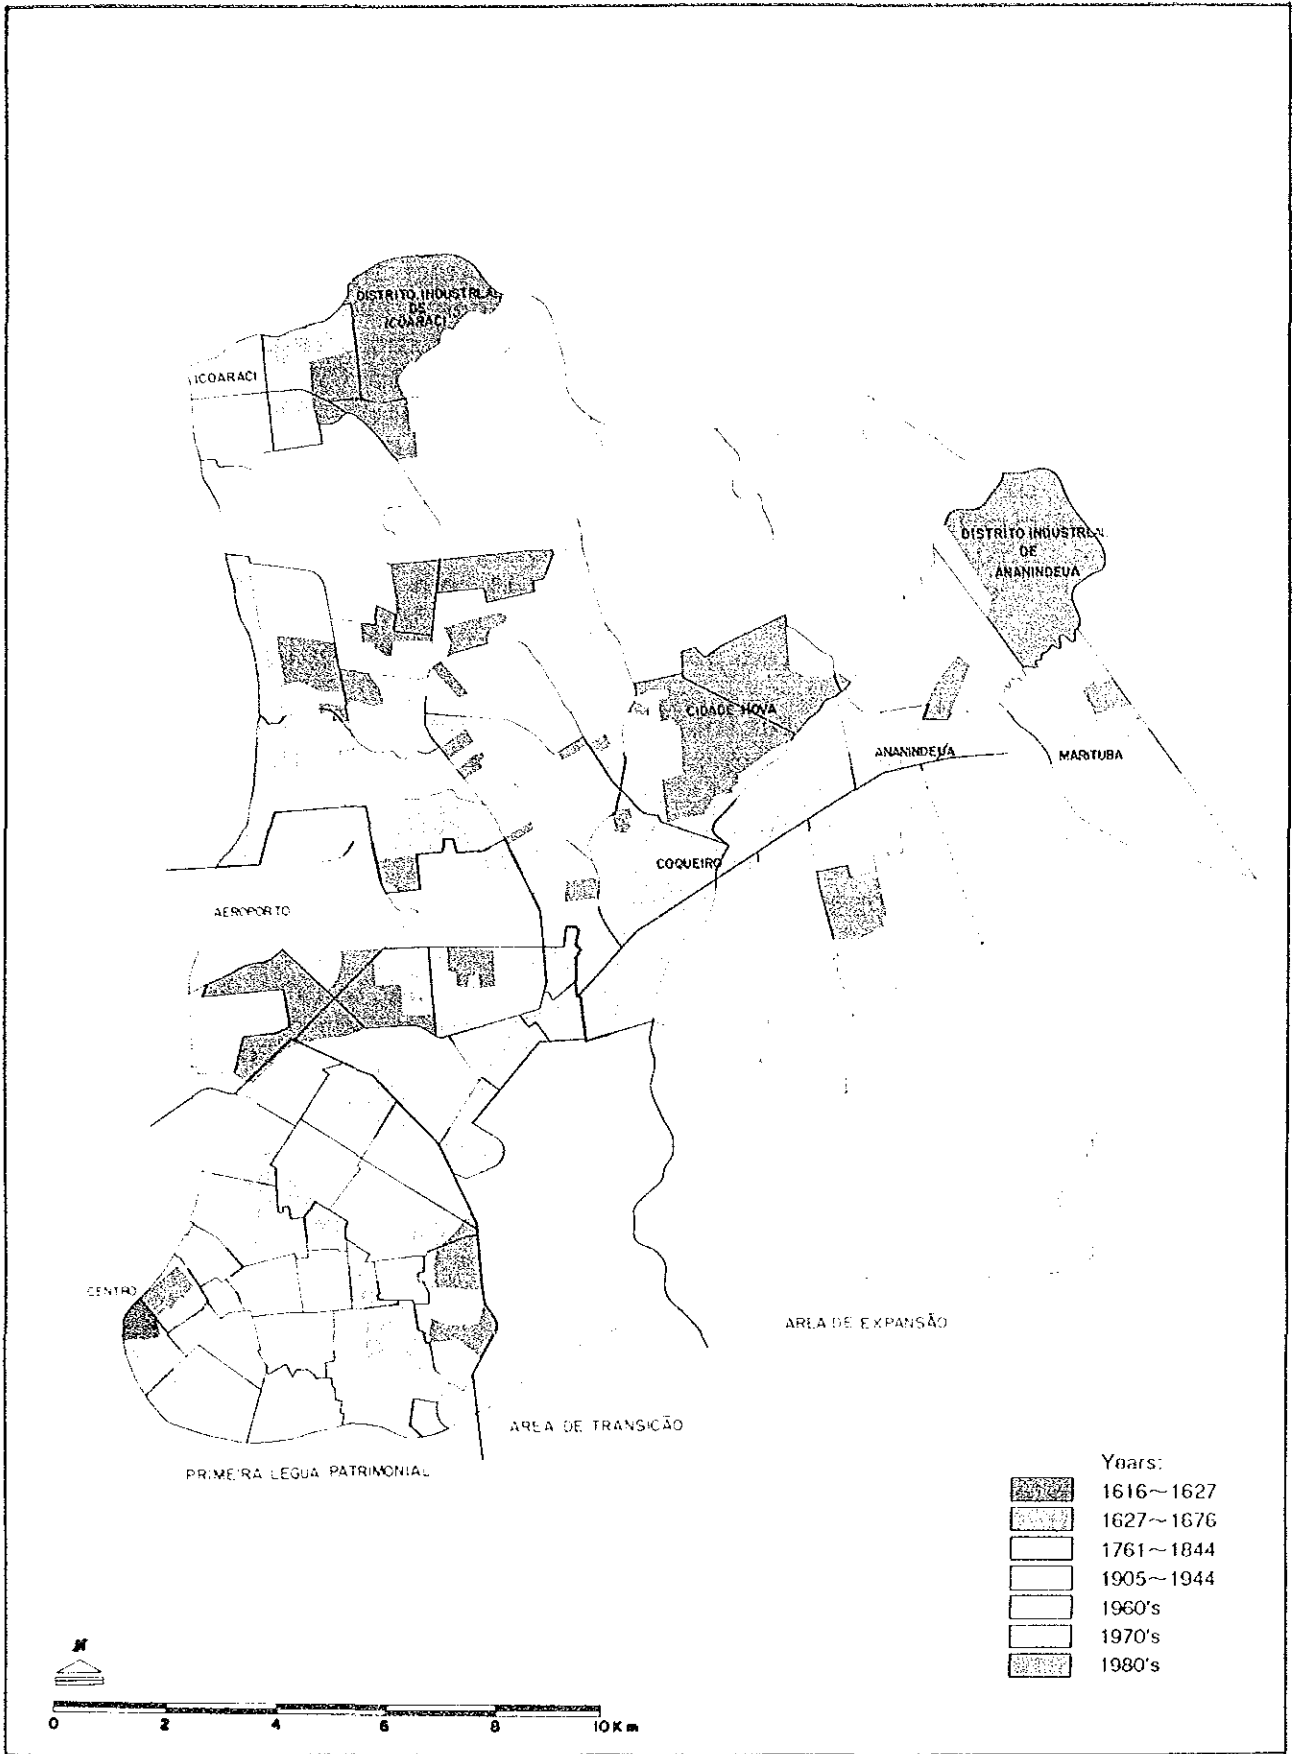 DISTRITO INDUSTRIAL
DE
ICOARACI
ICOARACI
DISTRITO INDUSTRIAL
DE
ANANINDEUA
CIDADE NOVA
ANANINDEUA
MARITUBA
COQUEIRO
AEROPORTO
CENTRO
AREA DE EXPANSÃO
AREA DE TRANSICÃO
PRIMEIRA LEGUA PATRIMONIAL
Years:
1616~1627
1627~1676
1761~1844
1905~1944
1960's
1970's
1980's
N
0 2 4 6 8 10 Km